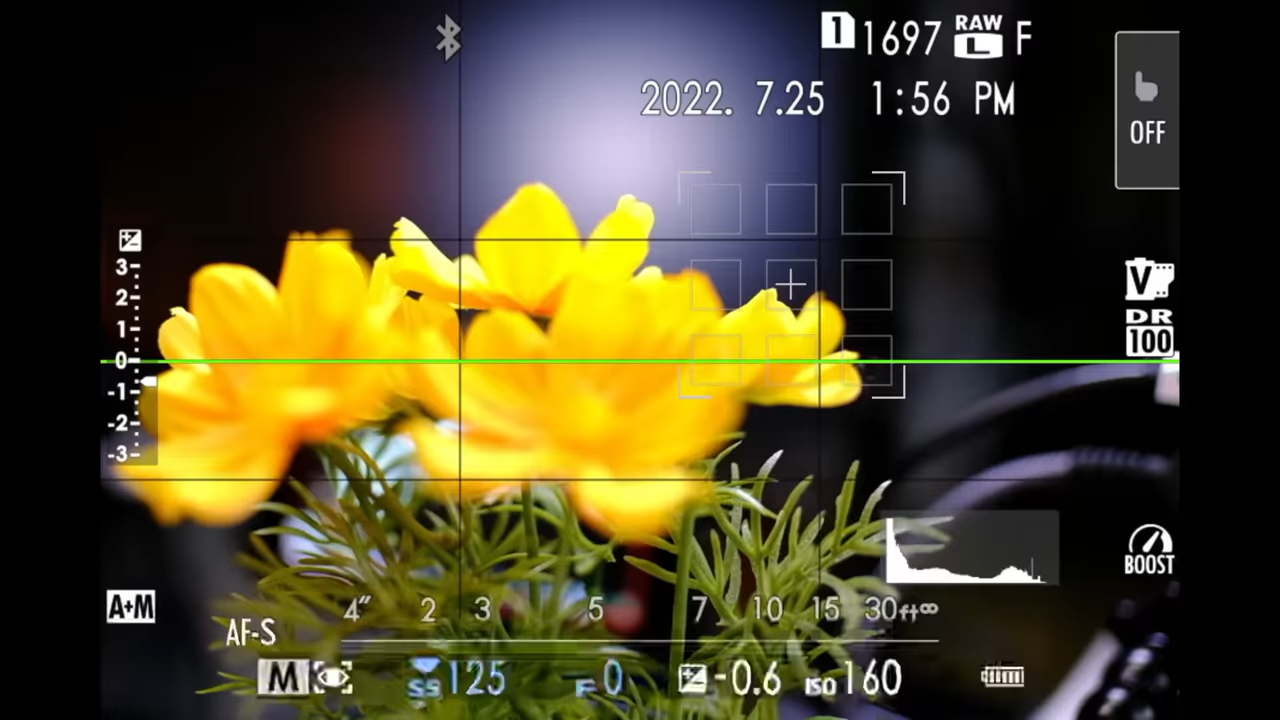 1 1697 RAW L F
2022. 7.25 1:56 PM
OFF
3
2
1
0
-1
-2
-3
V
DR
100
BOOST
A+M
4" 2 3 5 7 10 15 30ft∞
AF-S
M SS 125 F 0 -0.6 ISO 160